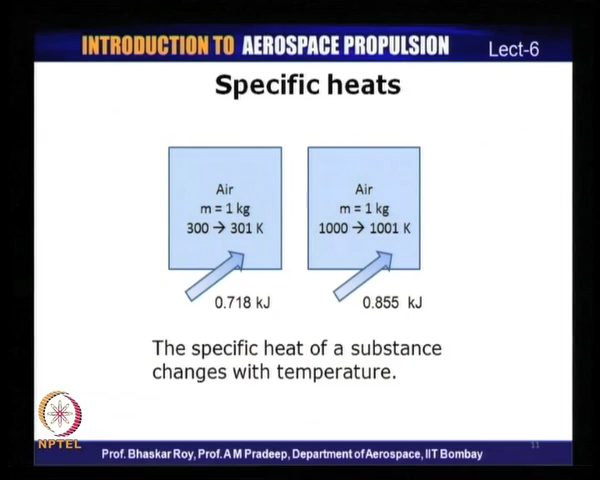 INTRODUCTION TO AEROSPACE PROPULSION
Lect-6
Specific heats
Air
m = 1 kg
300 → 301 K
0.718 kJ
Air
m = 1 kg
1000 → 1001 K
0.855 kJ
The specific heat of a substance
changes with temperature.
NPTEL
Prof. Bhaskar Roy, Prof. A M Pradeep, Department of Aerospace, IIT Bombay
11